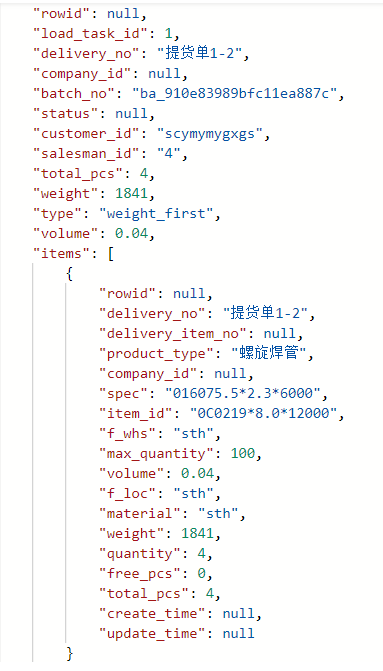 "rowid": null,
"load_task_id": 1,
"delivery_no": "提货单1-2",
"company_id": null,
"batch_no": "ba_910e83989bfc11ea887c",
"status": null,
"customer_id": "scymymygxgs",
"salesman_id": "4",
"total_pcs": 4,
"weight": 1841,
"type": "weight_first",
"volume": 0.04,
"items": [
{
"rowid": null,
"delivery_no": "提货单1-2",
"delivery_item_no": null,
"product_type": "螺旋焊管",
"company_id": null,
"spec": "016075.5*2.3*6000",
"item_id": "0C0219*8.0*12000",
"f_whs": "sth",
"max_quantity": 100,
"volume": 0.04,
"f_loc": "sth",
"material": "sth",
"weight": 1841,
"quantity": 4,
"free_pcs": 0,
"total_pcs": 4,
"create_time": null,
"update_time": null
}